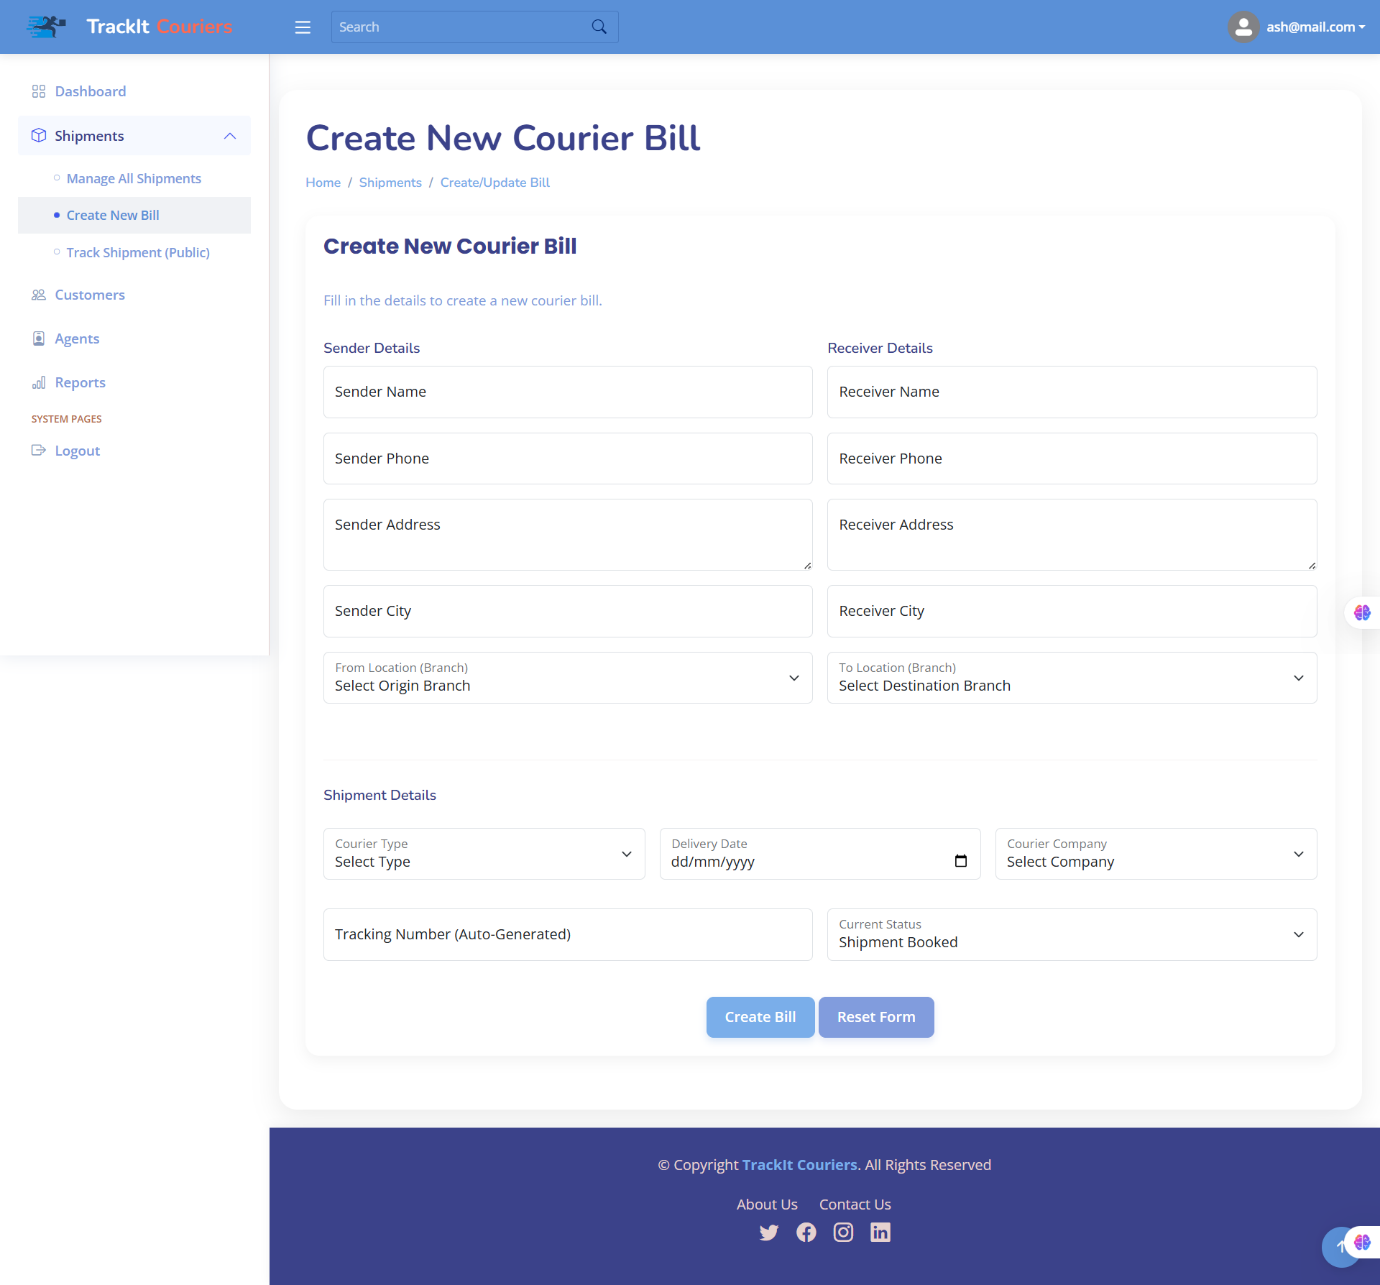 TrackIt Couriers
Search
ash@mail.com
Dashboard
Shipments
Manage All Shipments
Create New Bill
Track Shipment (Public)
Customers
Agents
Reports
SYSTEM PAGES
Logout
Create New Courier Bill
Home / Shipments / Create/Update Bill
Create New Courier Bill
Fill in the details to create a new courier bill.
Sender Details
Sender Name
Sender Phone
Sender Address
Sender City
From Location (Branch)
Select Origin Branch
Receiver Details
Receiver Name
Receiver Phone
Receiver Address
Receiver City
To Location (Branch)
Select Destination Branch
Shipment Details
Courier Type
Select Type
Delivery Date
dd/mm/yyyy
Courier Company
Select Company
Tracking Number (Auto-Generated)
Current Status
Shipment Booked
Create Bill
Reset Form
© Copyright TrackIt Couriers. All Rights Reserved
About Us Contact Us